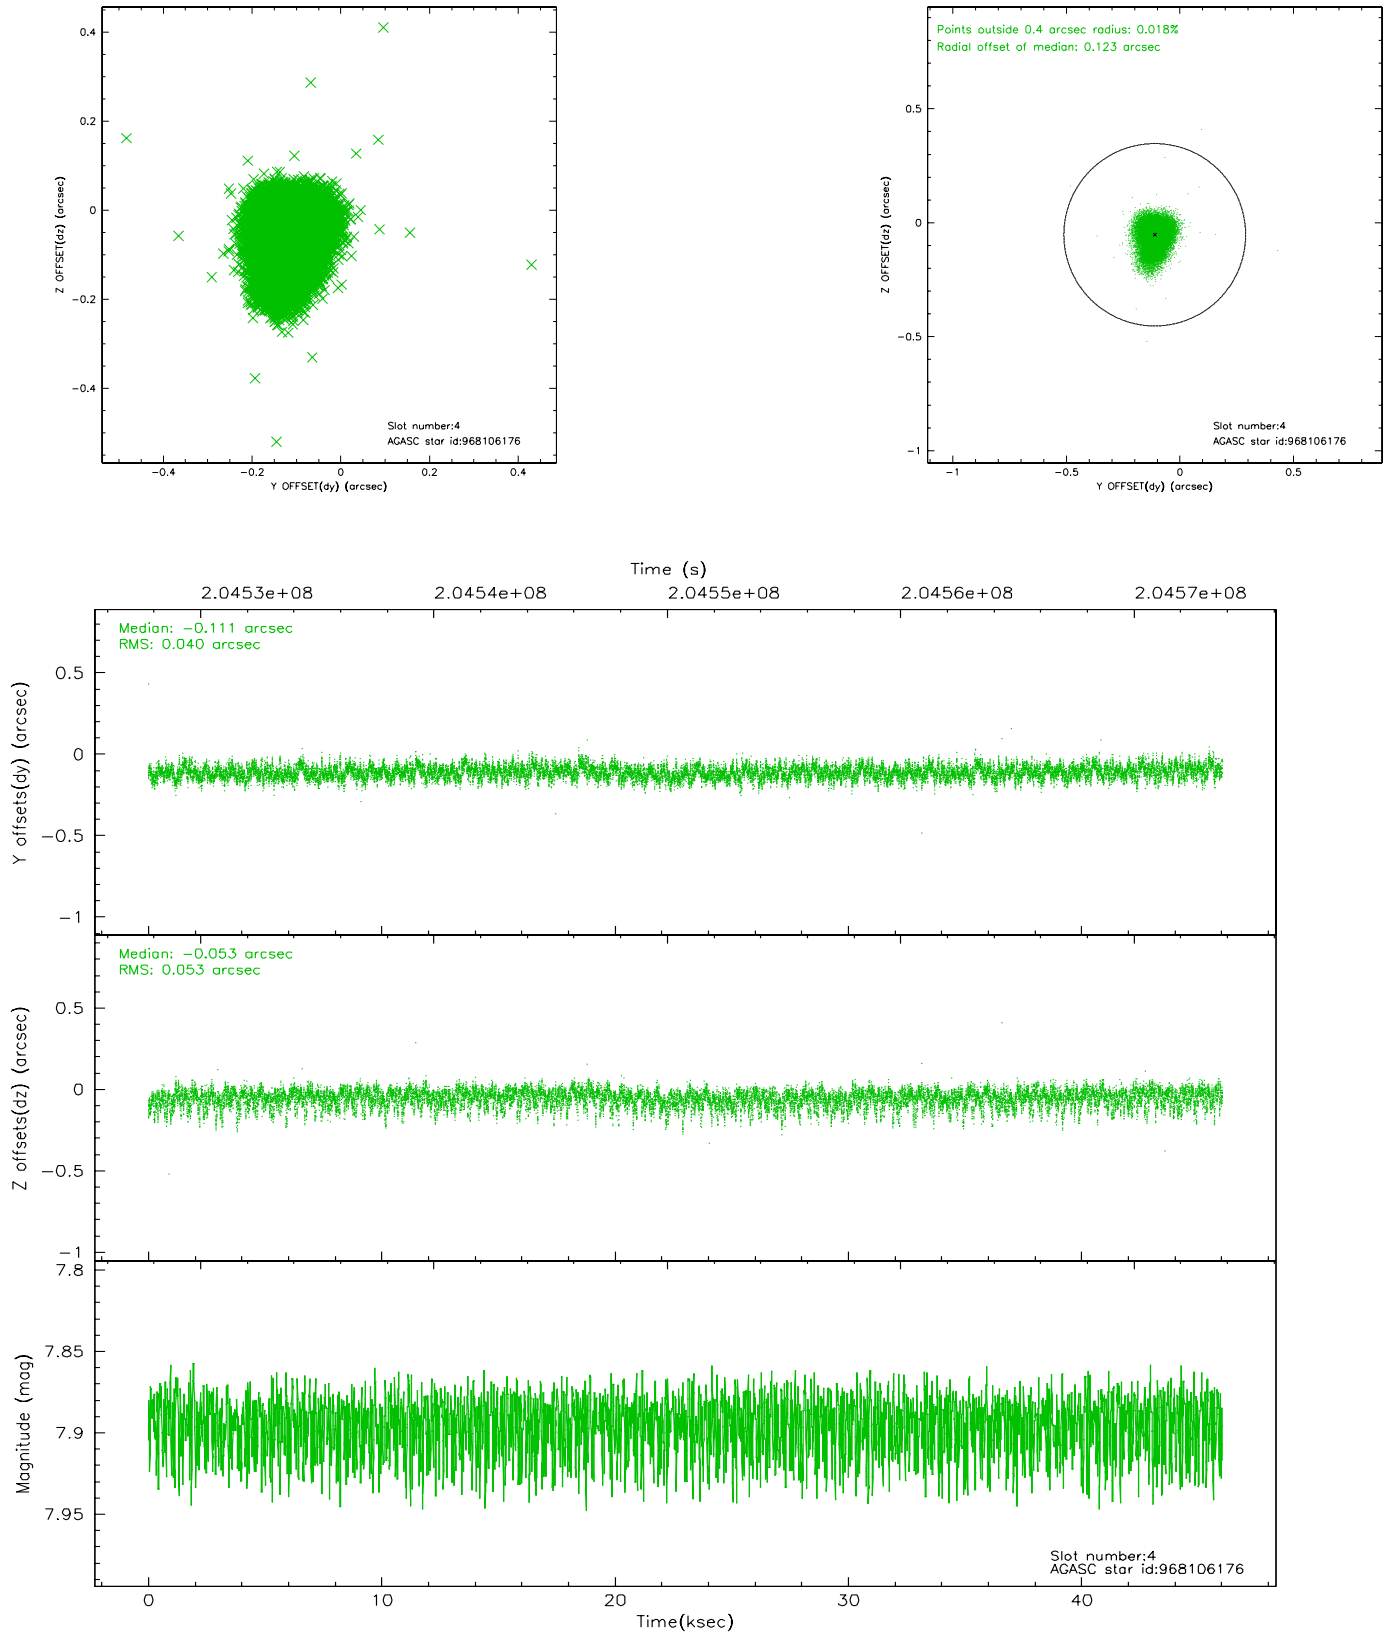 0.4
0.2
0
−0.2
−0.4
Z OFFSET(dz) (arcsec)
Slot number:4
AGASC star id:968106176
−0.4
−0.2
0
0.2
0.4
Y OFFSET(dy) (arcsec)
Points outside 0.4 arcsec radius: 0.018%
Radial offset of median: 0.123 arcsec
0.5
0
−0.5
−1
Z OFFSET(dz) (arcsec)
Slot number:4
AGASC star id:968106176
−1
−0.5
0
0.5
Y OFFSET(dy) (arcsec)
Time (s)
2.0453e+08
2.0454e+08
2.0455e+08
2.0456e+08
2.0457e+08
Median: −0.111 arcsec
RMS: 0.040 arcsec
0.5
0
−0.5
−1
Y offsets(dy) (arcsec)
Median: −0.053 arcsec
RMS: 0.053 arcsec
0.5
0
−0.5
−1
Z offsets(dz) (arcsec)
7.8
7.85
7.9
7.95
Magnitude (mag)
Slot number:4
AGASC star id:968106176
0
10
20
30
40
Time(ksec)